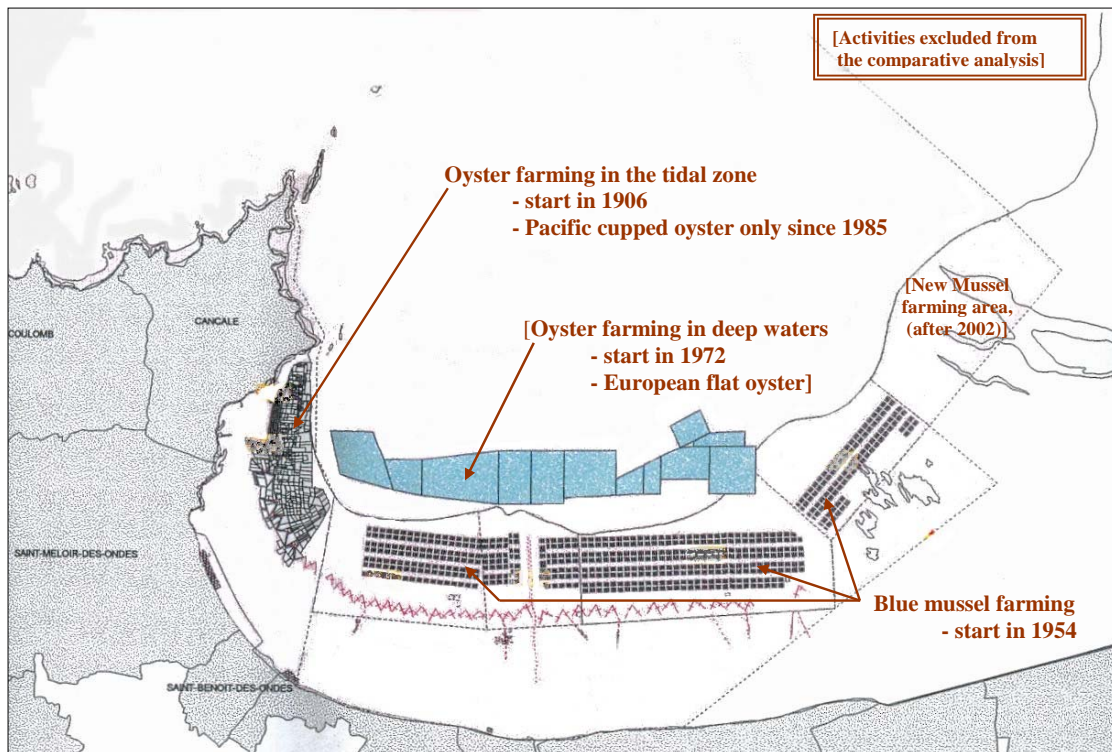 [Activities excluded from
the comparative analysis]
Oyster farming in the tidal zone
- start in 1906
- Pacific cupped oyster only since 1985
[New Mussel
farming area,
(after 2002)]
CANCALE
COULOMB
[Oyster farming in deep waters
- start in 1972
- European flat oyster]
SAINT-MELOIR-DES-ONDES
Blue mussel farming
- start in 1954
SAINT-BENOIT-DES-ONDES